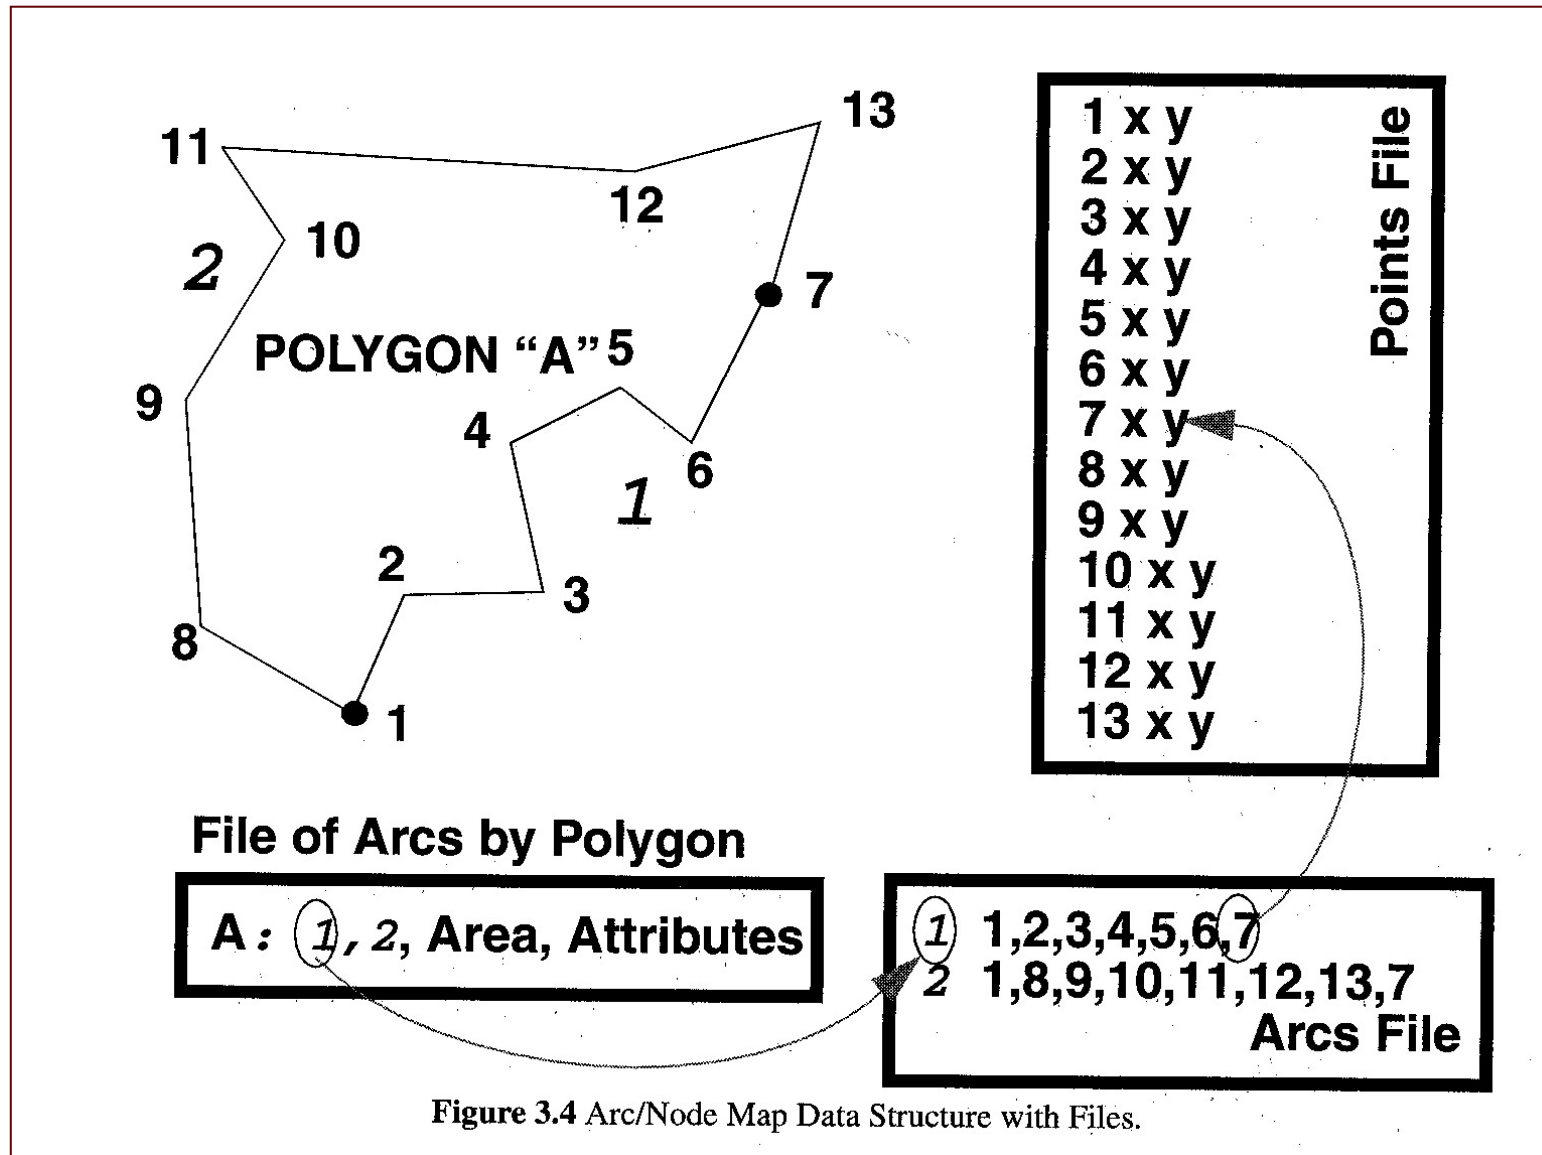 13
11
12
10
2
7
POLYGON "A" 5
9
4
6
1
2
3
8
1
Points File
1 x y
2 x y
3 x y
4 x y
5 x y
6 x y
7 x y
8 x y
9 x y
10 x y
11 x y
12 x y
13 x y
File of Arcs by Polygon
A: 1, 2, Area, Attributes
1 1,2,3,4,5,6,7
2 1,8,9,10,11,12,13,7
Arcs File
Figure 3.4 Arc/Node Map Data Structure with Files.